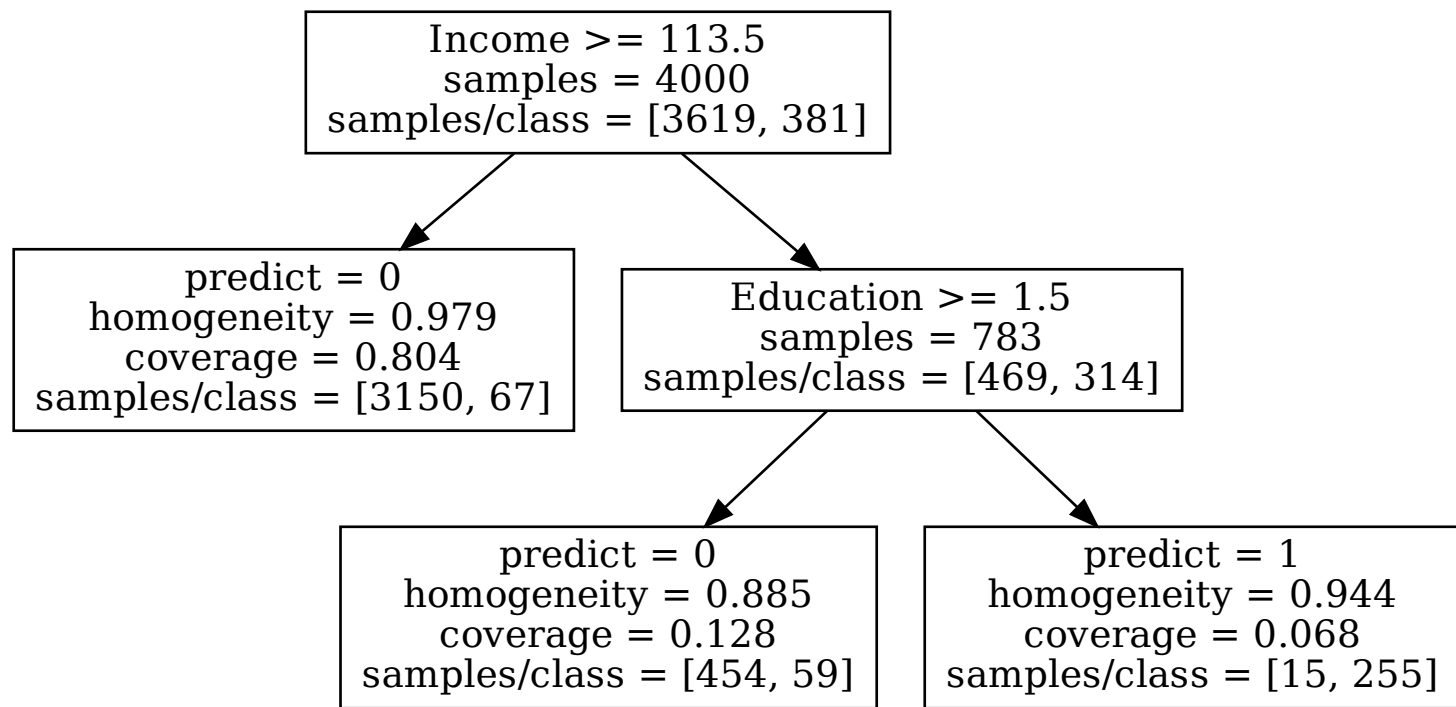 Income >= 113.5
samples = 4000
samples/class = [3619, 381]
predict = 0
homogeneity = 0.979
coverage = 0.804
samples/class = [3150, 67]
Education >= 1.5
samples = 783
samples/class = [469, 314]
predict = 0
homogeneity = 0.885
coverage = 0.128
samples/class = [454, 59]
predict = 1
homogeneity = 0.944
coverage = 0.068
samples/class = [15, 255]